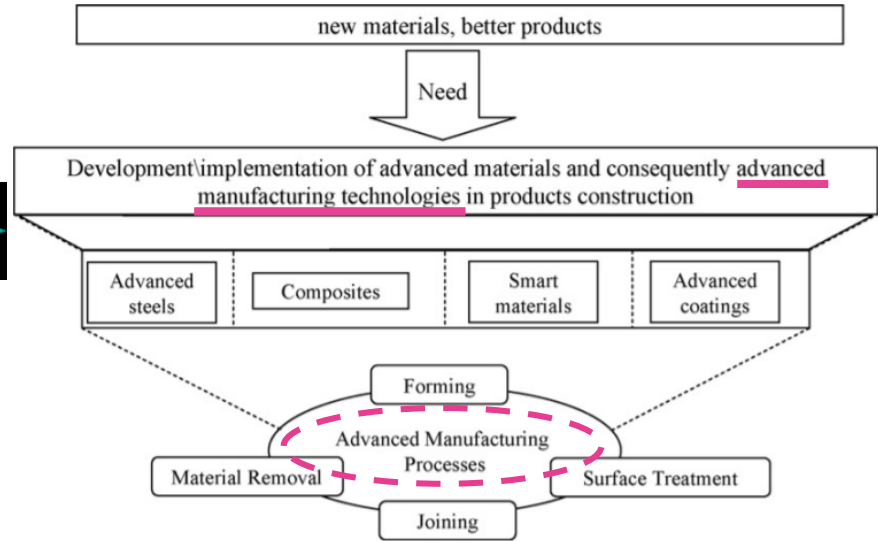 new materials, better products
Need
Development\implementation of advanced materials and consequently advanced
manufacturing technologies in products construction
Advanced
steels
Composites
Smart
materials
Advanced
coatings
Forming
Advanced Manufacturing
Processes
Material Removal
Surface Treatment
Joining